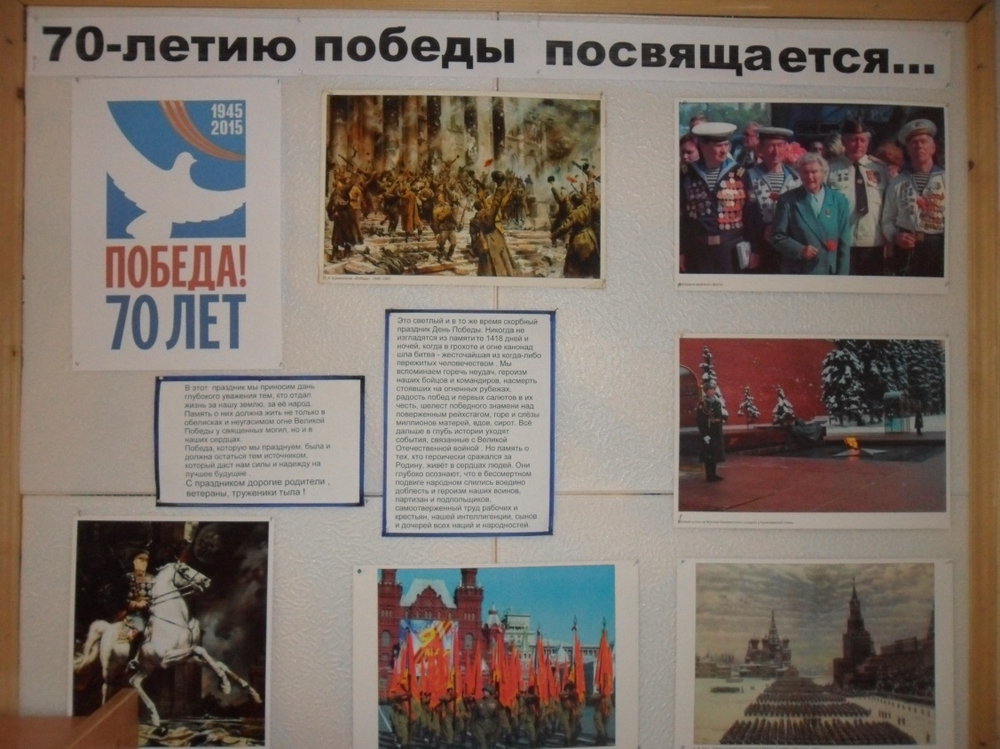 70-летию победы посвящается...
1945
2015
ПОБЕДА!
70 ЛЕТ
В этот праздник мы приносим дань
глубокого уважения тем, кто отдал
жизнь за нашу землю, за её народ.
Память о них должна жить не только в
обелисках и неугасимом огне Великой
Победы у священных могил, но и в
наших сердцах.
Победа, которую мы празднуем, была и
должна остаться тем источником,
который даст нам силы и надежду на
лучшее будущее
С праздником дорогие родители ,
ветераны, труженики тыла !
Это светлый и в то же время скорбный
праздник День Победы. Никогда не
изгладятся из памяти те 1418 дней и
ночей, когда в грохоте и огне канонад
шла битва - жесточайшая из когда-либо
пережитых человечеством . Мы
вспоминаем горечь неудач, героизм
наших бойцов и командиров, насмерть
стоявших на огненных рубежах,
радость побед и первых салютов в их
честь, шелест победного знамени над
поверженным рейхстагом, горе и слёзы
миллионов матерей, вдов, сирот. Всё
дальше в глубь истории уходят
события, связанные с Великой
Отечественной войной . Но память о
тех, кто героически сражался за
Родину, живёт в сердцах людей. Они
глубоко осознают, что в бессмертном
подвиге народном слились воедино
доблесть и героизм наших воинов,
партизан и подпольщиков,
самоотверженный труд рабочих и
крестьян, нашей интеллигенции, сынов
и дочерей всех наций и народностей.